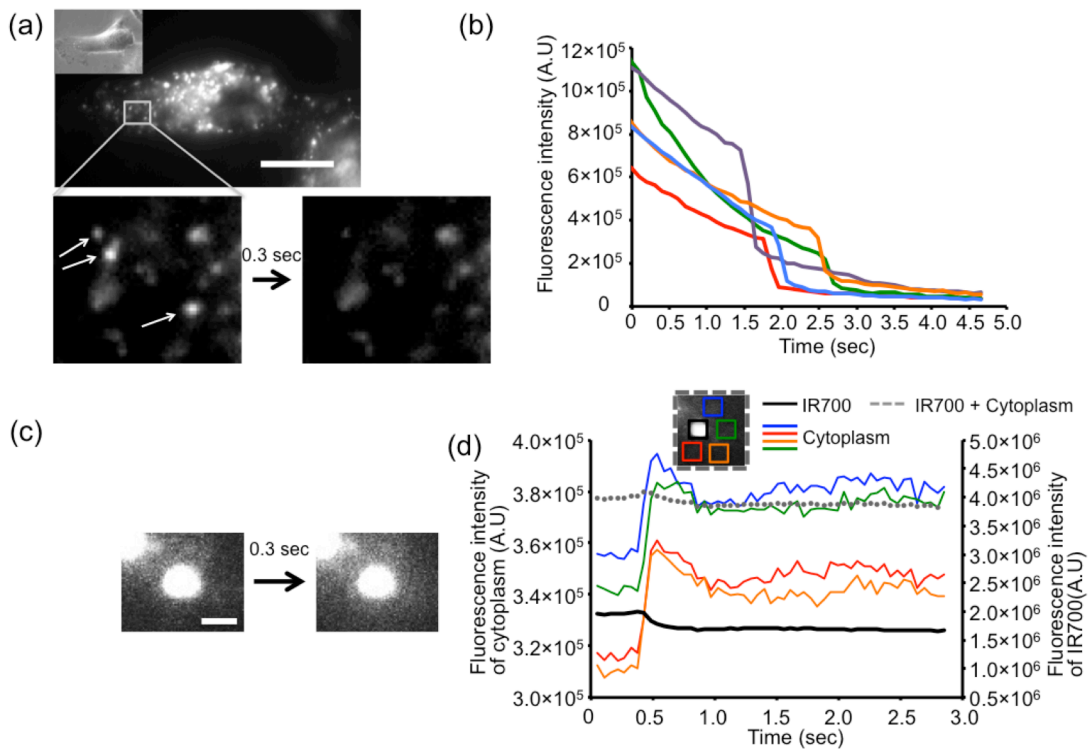 (a)
0.3 sec
(b)
Fluorescence intensity (A.U)
12×10⁵
10×10⁵
8×10⁵
6×10⁵
4×10⁵
2×10⁵
0
0 0.5 1.0 1.5 2.0 2.5 3.0 3.5 4.0 4.5 5.0
Time (sec)
(c)
0.3 sec
(d)
IR700
IR700 + Cytoplasm
Cytoplasm
Fluorescence intensity
of cytoplasm (A.U)
4.0×10⁵
3.8×10⁵
3.6×10⁵
3.4×10⁵
3.2×10⁵
3.0×10⁵
5.0×10⁶
4.5×10⁶
4.0×10⁶
3.5×10⁶
3.0×10⁶
2.5×10⁶
2.0×10⁶
1.5×10⁶
1.0×10⁶
0.5×10⁶
Fluorescence intensity
of IR700(A.U)
0 0.5 1.0 1.5 2.0 2.5 3.0
Time (sec)